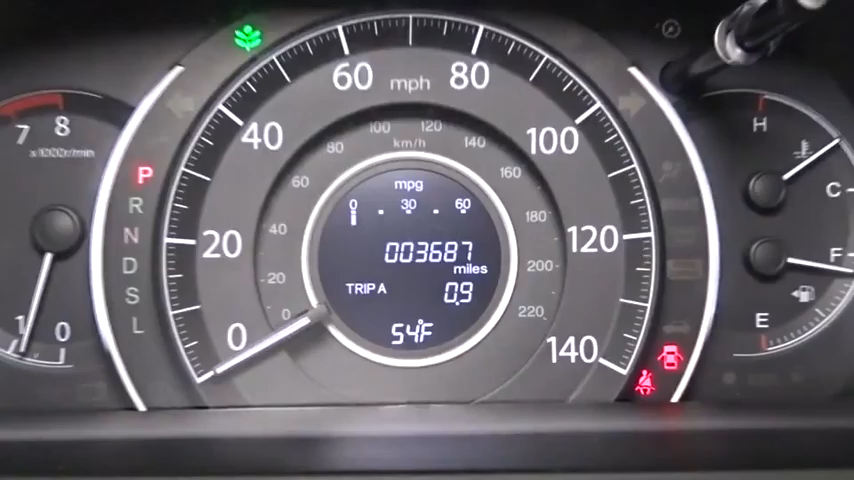 7 8
x1000r/min
1 0
P
R
N
D
S
L
0 20 40 60 mph 80 100 120 140
0 20 40 60 80 100 km/h 120 140 160 180 200 220
mpg
0 30 60
003687
miles
TRIP A 0.9
54°F
H
C
F
E